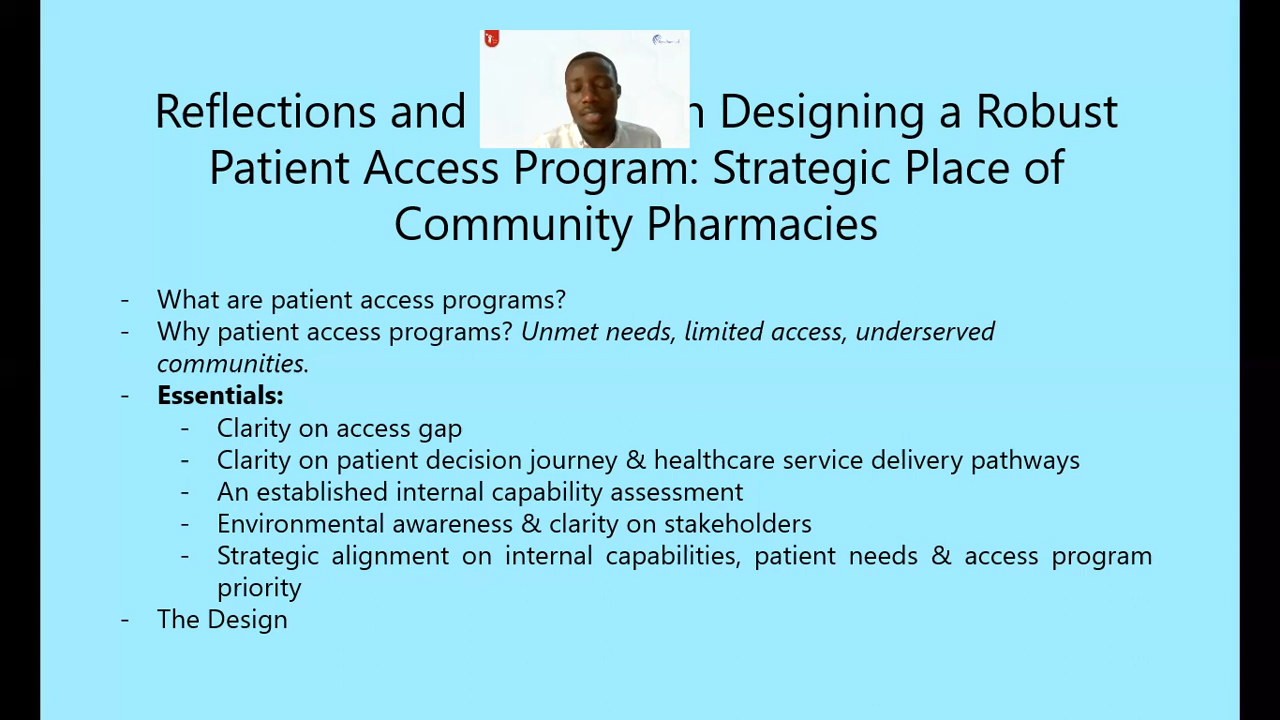 Reflections and Designing a Robust
Patient Access Program: Strategic Place of
Community Pharmacies
- What are patient access programs?
- Why patient access programs? Unmet needs, limited access, underserved
communities.
- Essentials:
- Clarity on access gap
- Clarity on patient decision journey & healthcare service delivery pathways
- An established internal capability assessment
- Environmental awareness & clarity on stakeholders
- Strategic alignment on internal capabilities, patient needs & access program
priority
- The Design